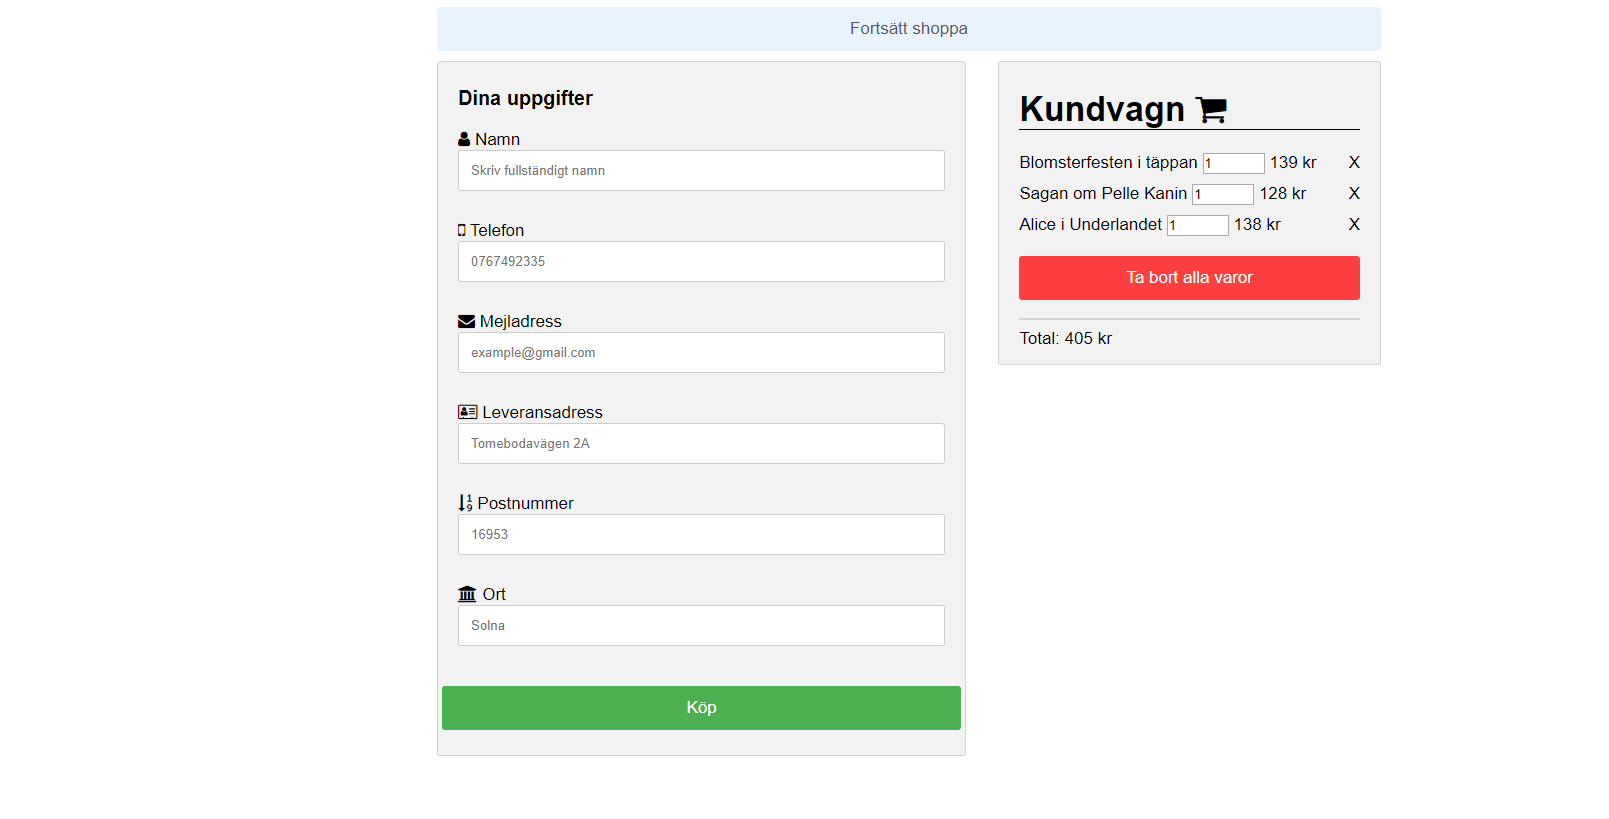 Fortsätt shoppa
Dina uppgifter
Namn
Skriv fullständigt namn
Telefon
0767492335
Mejladress
example@gmail.com
Leveransadress
Tomebodavägen 2A
Postnummer
16953
Ort
Solna
Köp
Kundvagn
Blomsterfesten i täppan 1 139 kr X
Sagan om Pelle Kanin 1 128 kr X
Alice i Underlandet 1 138 kr X
Ta bort alla varor
Total: 405 kr